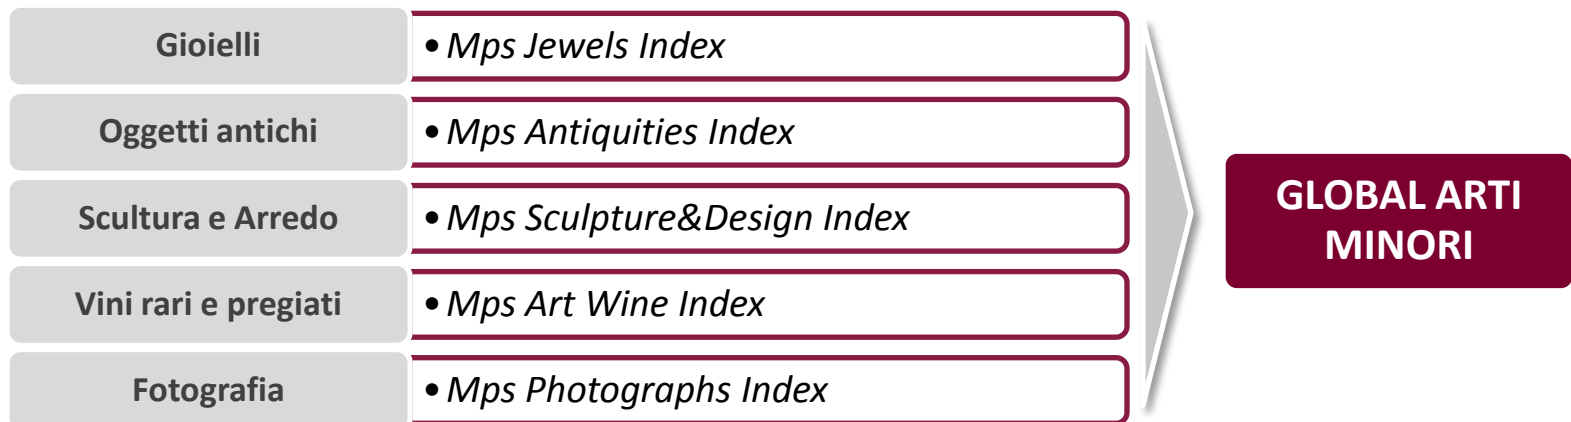 Gioielli
• Mps Jewels Index
Oggetti antichi
• Mps Antiquities Index
Scultura e Arredo
• Mps Sculpture&Design Index
Vini rari e pregiati
• Mps Art Wine Index
Fotografia
• Mps Photographs Index
GLOBAL ARTI
MINORI